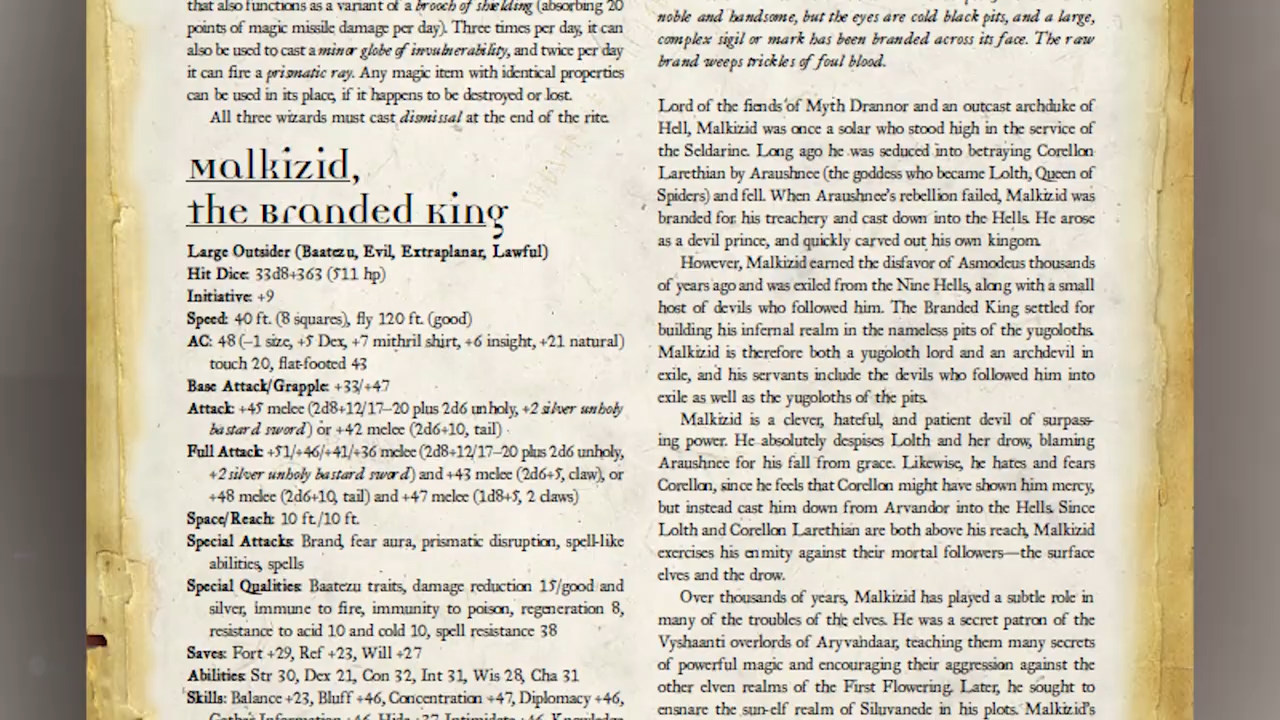 that also functions as a variant of a brooch of shielding (absorbing 20
points of magic missile damage per day). Three times per day, it can
also be used to cast a minor globe of invulnerability, and twice per day
it can fire a prismatic ray. Any magic item with identical properties
can be used in its place, if it happens to be destroyed or lost.
All three wizards must cast dismissal at the end of the rite.
Malkizid,
the Branded King
Large Outsider (Baatezu, Evil, Extraplanar, Lawful)
Hit Dice: 33d8+363 (511 hp)
Initiative: +9
Speed: 40 ft. (8 squares), fly 120 ft. (good)
AC: 48 (–1 size, +5 Dex, +7 mithril shirt, +6 insight, +21 natural)
touch 20, flat-footed 43
Base Attack/Grapple: +33/+47
Attack: +45 melee (2d8+12/17–20 plus 2d6 unholy, +2 silver unholy
bastard sword) or +42 melee (2d6+10, tail)
Full Attack: +51/+46/+41/+36 melee (2d8+12/17–20 plus 2d6 unholy,
+2 silver unholy bastard sword) and +43 melee (2d6+5, claw), or
+48 melee (2d6+10, tail) and +47 melee (1d8+5, 2 claws)
Space/Reach: 10 ft./10 ft.
Special Attacks: Brand, fear aura, prismatic disruption, spell-like
abilities, spells
Special Qualities: Baatezu traits, damage reduction 15/good and
silver, immune to fire, immunity to poison, regeneration 8,
resistance to acid 10 and cold 10, spell resistance 38
Saves: Fort +29, Ref +23, Will +27
Abilities: Str 30, Dex 21, Con 32, Int 31, Wis 28, Cha 31
Skills: Balance +23, Bluff +46, Concentration +47, Diplomacy +46,
Gather Information +46, Hide +37, Intimidate +46, Knowledge
noble and handsome, but the eyes are cold black pits, and a large,
complex sigil or mark has been branded across its face. The raw
brand weeps trickles of foul blood.
Lord of the fiends of Myth Drannor and an outcast archduke of
Hell, Malkizid was once a solar who stood high in the service of
the Seldarine. Long ago he was seduced into betraying Corellon
Larethian by Araushnee (the goddess who became Lolth, Queen of
Spiders) and fell. When Araushnee's rebellion failed, Malkizid was
branded for his treachery and cast down into the Hells. He arose
as a devil prince, and quickly carved out his own kingom.
However, Malkizid earned the disfavor of Asmodeus thousands
of years ago and was exiled from the Nine Hells, along with a small
host of devils who followed him. The Branded King settled for
building his infernal realm in the nameless pits of the yugoloths.
Malkizid is therefore both a yugoloth lord and an archdevil in
exile, and his servants include the devils who followed him into
exile as well as the yugoloths of the pits.
Malkizid is a clever, hateful, and patient devil of surpass-
ing power. He absolutely despises Lolth and her drow, blaming
Araushnee for his fall from grace. Likewise, he hates and fears
Corellon, since he feels that Corellon might have shown him mercy,
but instead cast him down from Arvandor into the Hells. Since
Lolth and Corellon Larethian are both above his reach, Malkizid
exercises his enmity against their mortal followers—the surface
elves and the drow.
Over thousands of years, Malkizid has played a subtle role in
many of the troubles of the elves. He was a secret patron of the
Vyshaanti overlords of Aryvandaar, teaching them many secrets
of powerful magic and encouraging their aggression against the
other elven realms of the First Flowering. Later, he sought to
ensnare the sun-elf realm of Siluvanede in his plots. Malkizid's